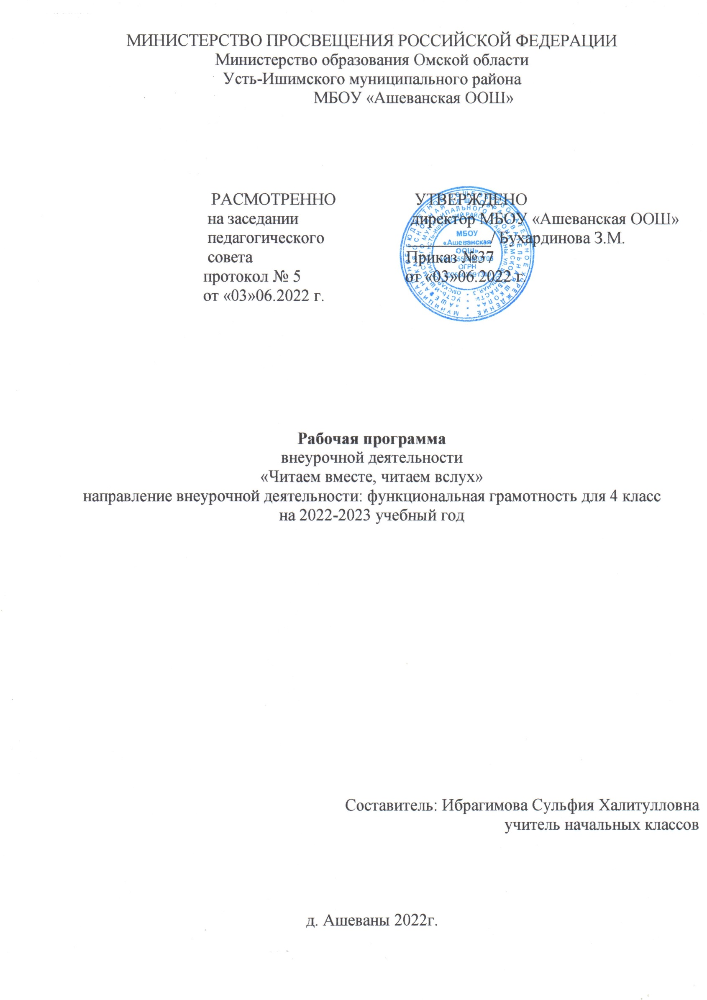 МИНИСТЕРСТВО ПРОСВЕЩЕНИЯ РОССИЙСКОЙ ФЕДЕРАЦИИ
Министерство образования Омской области
Усть-Ишимского муниципального района
МБОУ «Ашеванская ООШ»
РАСМОТРЕННО
на заседании
педагогического
совета
протокол № 5
от «03»06.2022 г.
УТВЕРЖДЕНО
директор МБОУ «Ашеванская ООШ»
__________/ Бухардинова З.М.
Приказ №37
от «03»06.2022 г.
МБОУ
«Ашеванская
ООШ»
ОГРН
Рабочая программа
внеурочной деятельности
«Читаем вместе, читаем вслух»
направление внеурочной деятельности: функциональная грамотность для 4 класс
на 2022-2023 учебный год
Составитель: Ибрагимова Сульфия Халитулловна
учитель начальных классов
д. Ашеваны 2022г.